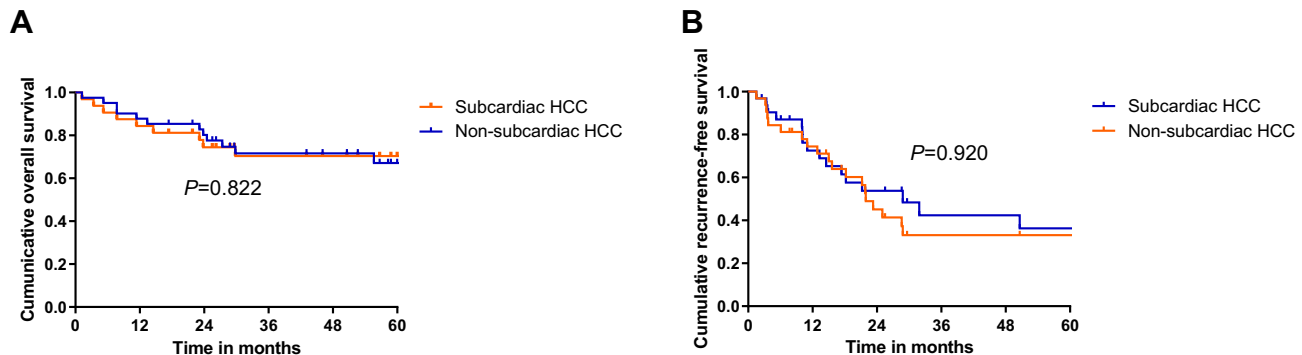 A
Cumunicative overall survival
1.0
0.8
0.6
0.4
0.2
0.0
0 12 24 36 48 60
Time in months
P=0.822
Subcardiac HCC
Non-subcardiac HCC
B
Cumulative recurrence-free survival
1.0
0.8
0.6
0.4
0.2
0.0
0 12 24 36 48 60
Time in months
P=0.920
Subcardiac HCC
Non-subcardiac HCC